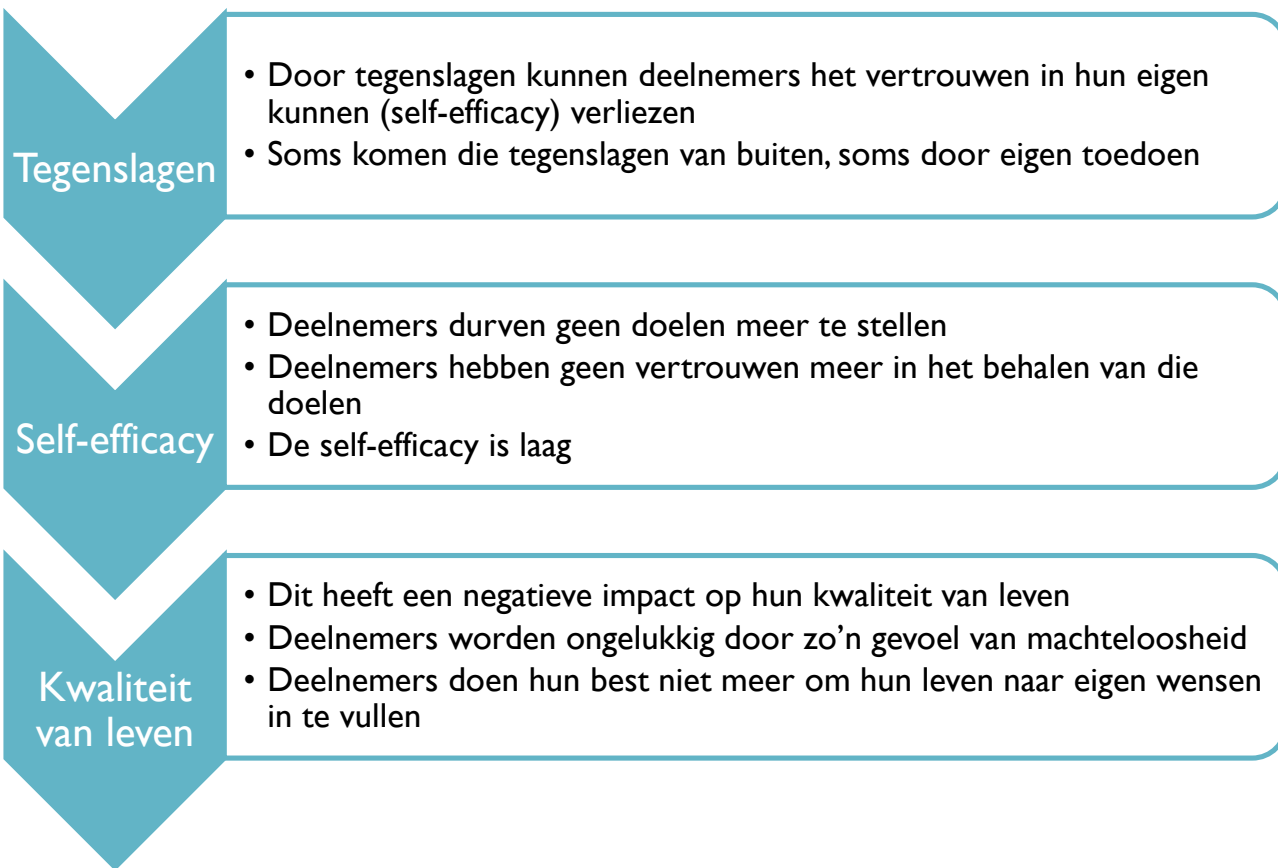 Tegenslagen
• Door tegenslagen kunnen deelnemers het vertrouwen in hun eigen
kunnen (self-efficacy) verliezen
• Soms komen die tegenslagen van buiten, soms door eigen toedoen
Self-efficacy
• Deelnemers durven geen doelen meer te stellen
• Deelnemers hebben geen vertrouwen meer in het behalen van die
doelen
• De self-efficacy is laag
Kwaliteit
van leven
• Dit heeft een negatieve impact op hun kwaliteit van leven
• Deelnemers worden ongelukkig door zo’n gevoel van machteloosheid
• Deelnemers doen hun best niet meer om hun leven naar eigen wensen
in te vullen